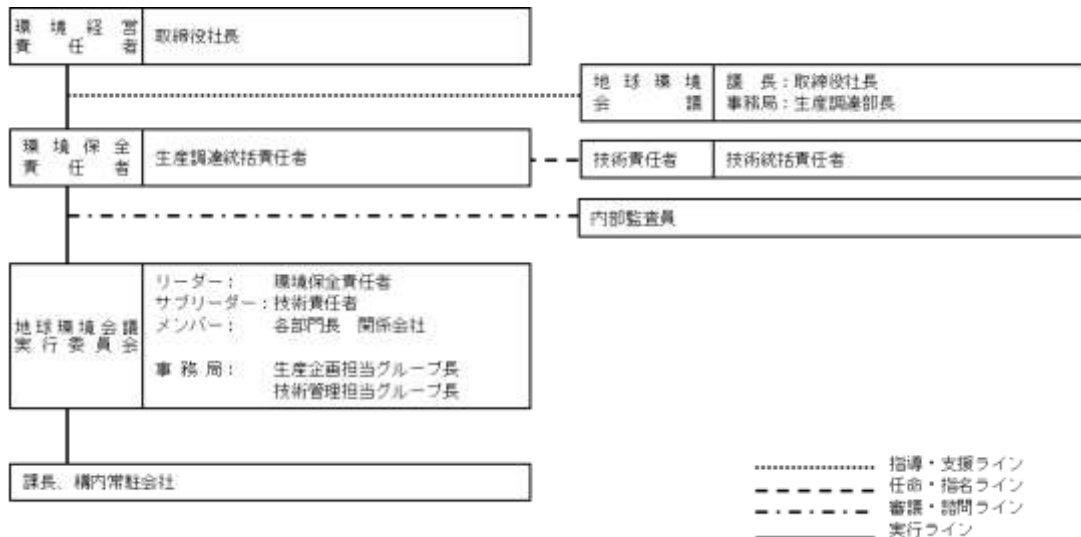 環境経営
責任者
取締役社長
地球環境
会議
議長：取締役社長
事務局：生産調達部長
環境保全
責任者
生産調達統括責任者
技術責任者
技術統括責任者
内部監査員
地球環境会議
実行委員会
リーダー：　環境保全責任者
サブリーダー：技術責任者
メンバー：　各部門長　関係会社
事務局：　生産企画担当グループ長
技術管理担当グループ長
課長、構内常駐会社
指導・支援ライン
任命・指名ライン
審議・諮問ライン
実行ライン